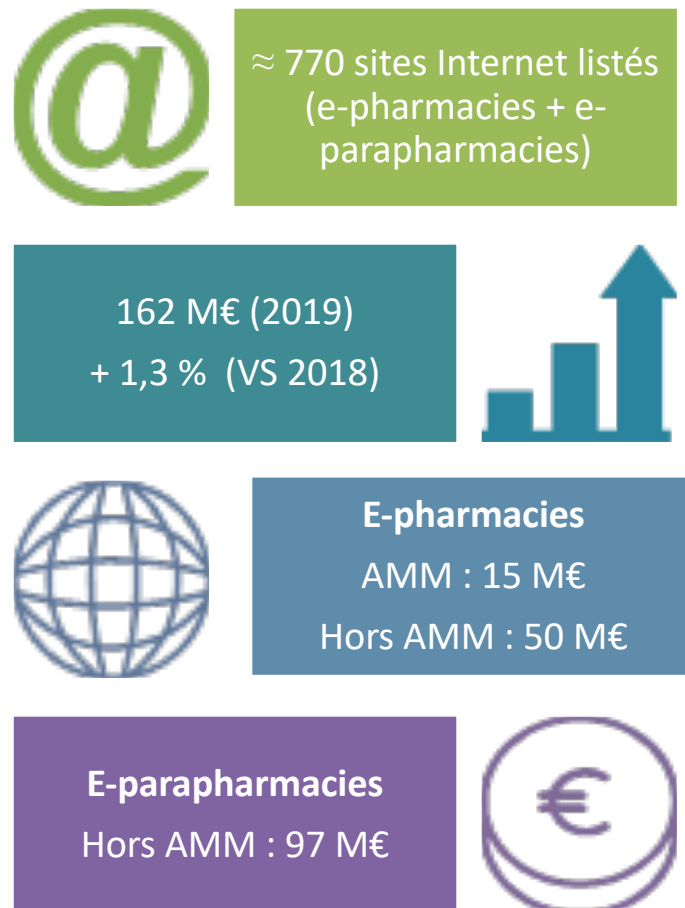 @
≈ 770 sites Internet listés
(e-pharmacies + e-
parapharmacies)
162 M€ (2019)
+ 1,3 %  (VS 2018)
E-pharmacies
AMM : 15 M€
Hors AMM : 50 M€
E-parapharmacies
Hors AMM : 97 M€
€